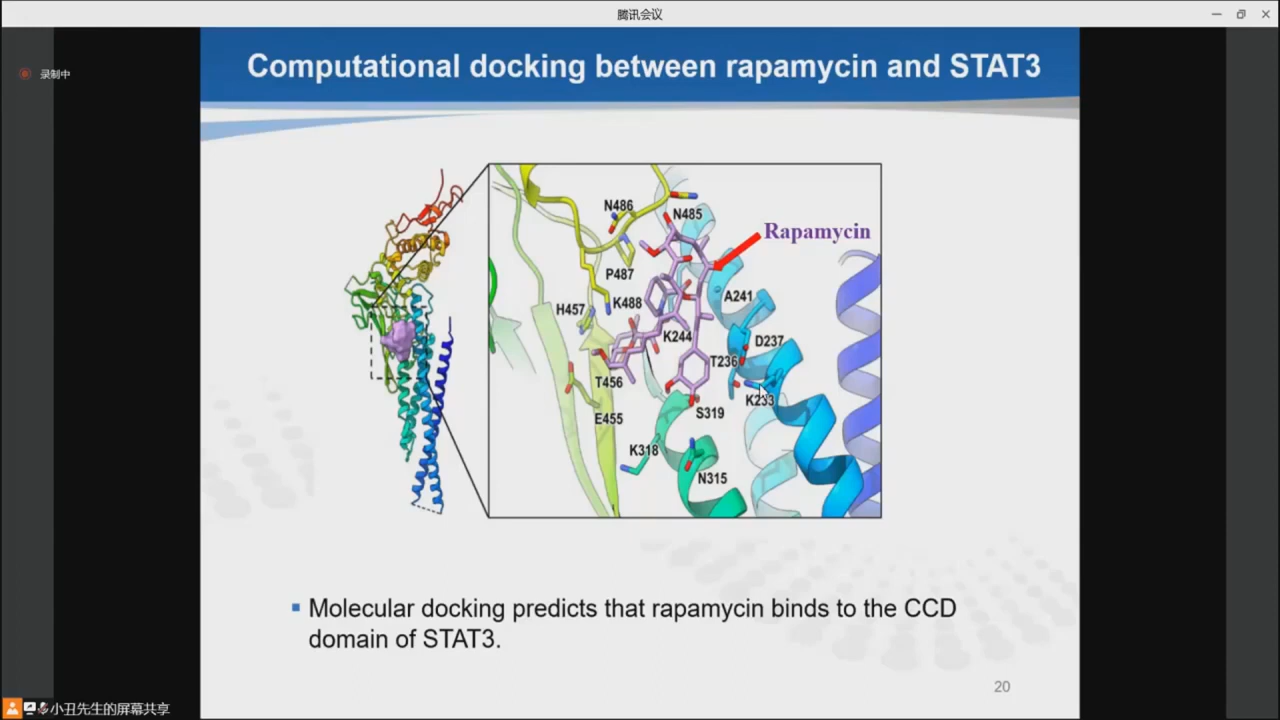 腾讯会议
录制中
Computational docking between rapamycin and STAT3
N486
N485
Rapamycin
P487
A241
H457
K488
K244
D237
T236
T456
K233
S319
E455
K318
N315
Molecular docking predicts that rapamycin binds to the CCD
domain of STAT3.
20
小丑先生的屏幕共享